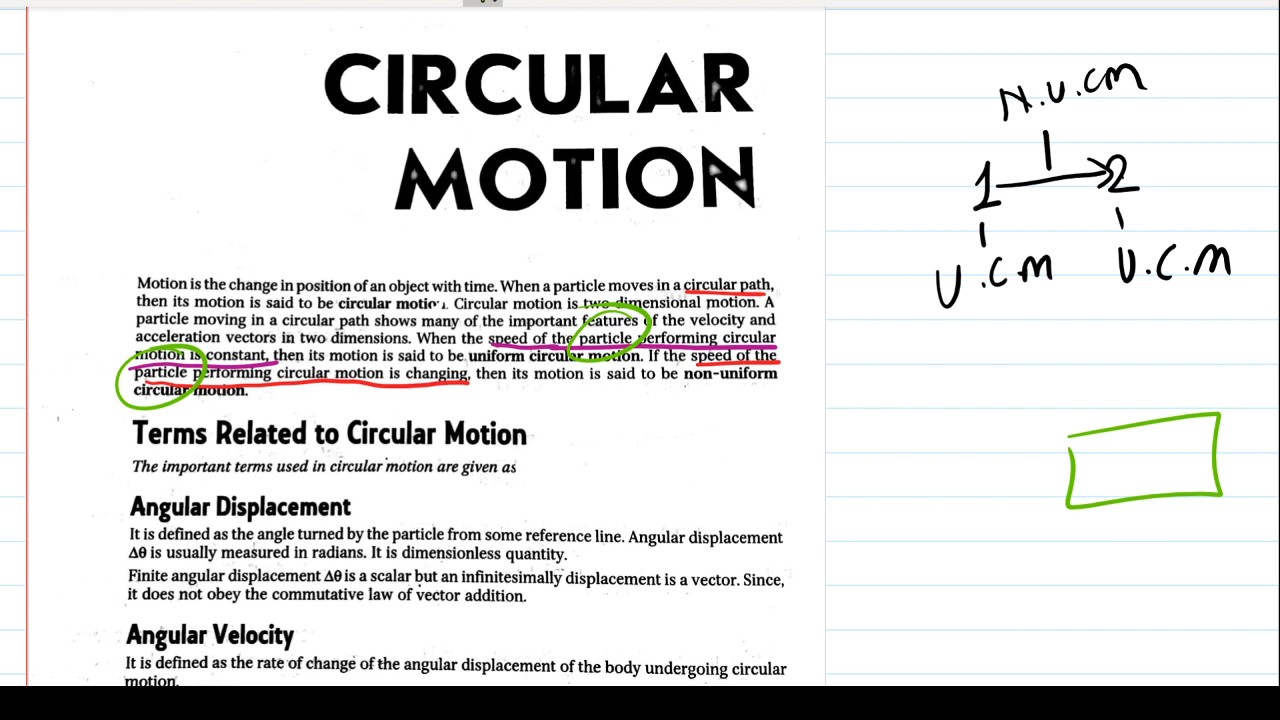 CIRCULAR
MOTION
Motion is the change in position of an object with time. When a particle moves in a circular path,
then its motion is said to be circular motion. Circular motion is two dimensional motion. A
particle moving in a circular path shows many of the important features of the velocity and
acceleration vectors in two dimensions. When the speed of the particle performing circular
motion is constant, then its motion is said to be uniform circular motion. If the speed of the
particle performing circular motion is changing, then its motion is said to be non-uniform
circular motion.
Terms Related to Circular Motion
The important terms used in circular motion are given as
Angular Displacement
It is defined as the angle turned by the particle from some reference line. Angular displacement
Δθ is usually measured in radians. It is dimensionless quantity.
Finite angular displacement Δθ is a scalar but an infinitesimally displacement is a vector. Since,
it does not obey the commutative law of vector addition.
Angular Velocity
It is defined as the rate of change of the angular displacement of the body undergoing circular
motion.
N.U.CM
1 → 2
U.C.M U.C.M